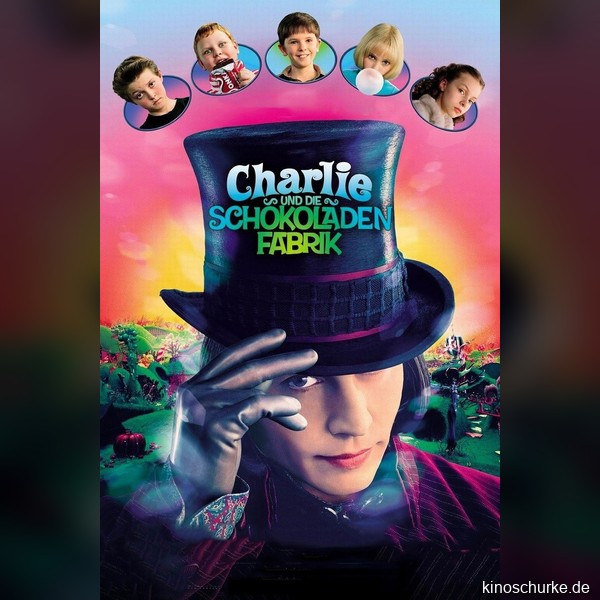 Charlie
UND DIE
SCHOKOLADEN
FABRIK
kinoschurke.de